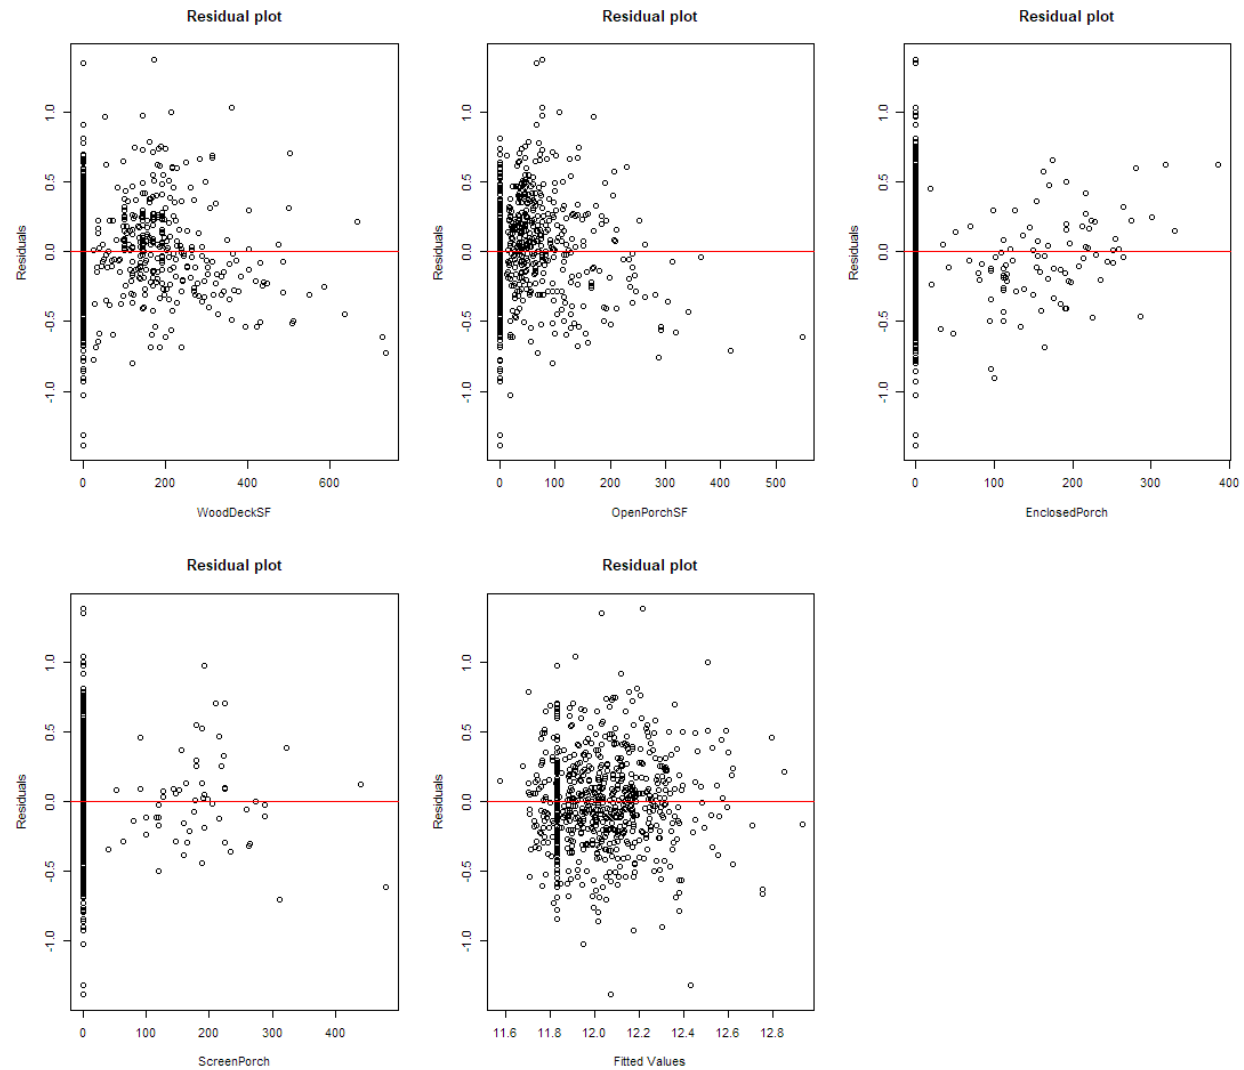 Residual plot
Residuals
1.0
0.5
0.0
-0.5
-1.0
0 200 400 600
WoodDeckSF
Residual plot
Residuals
1.0
0.5
0.0
-0.5
-1.0
0 100 200 300 400 500
OpenPorchSF
Residual plot
Residuals
1.0
0.5
0.0
-0.5
-1.0
0 100 200 300 400
EnclosedPorch
Residual plot
Residuals
1.0
0.5
0.0
-0.5
-1.0
0 100 200 300 400
ScreenPorch
Residual plot
Residuals
1.0
0.5
0.0
-0.5
-1.0
11.6 11.8 12.0 12.2 12.4 12.6 12.8
Fitted Values